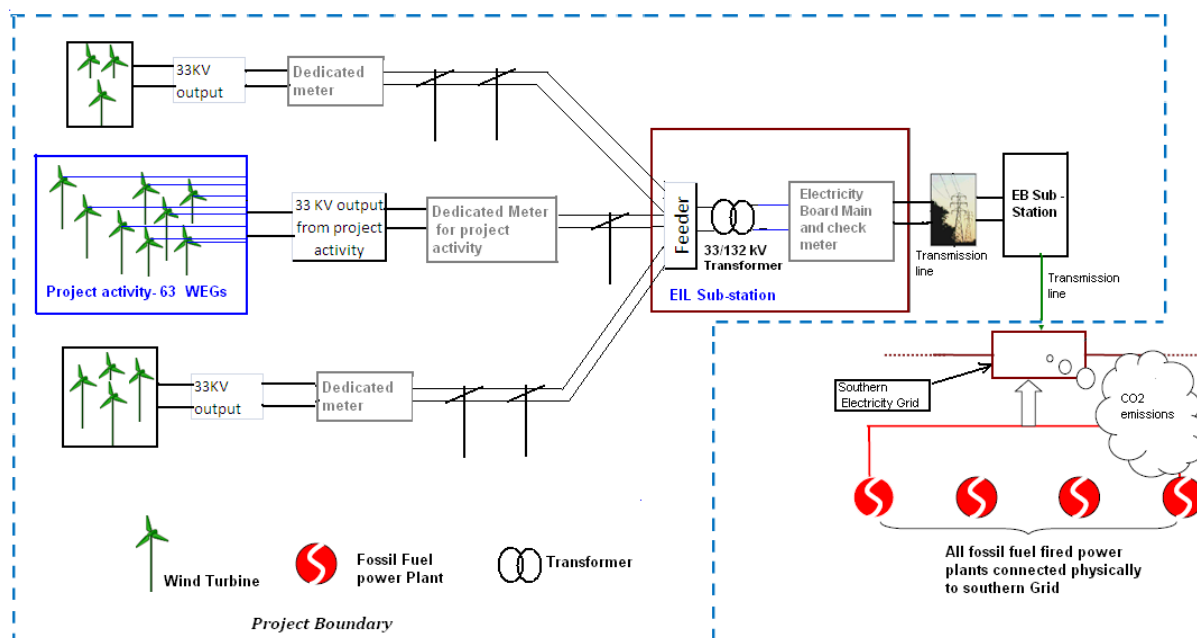 33KV
output
Dedicated
meter
33 KV output
from project
activity
Dedicated Meter
for project
activity
Project activity- 63 WEGs
Feeder
33/132 kV
Transformer
Electricity
Board Main
and check
meter
EIL Sub-station
Transmission
line
EB Sub -
Station
Transmission
line
33KV
output
Dedicated
meter
Southern
Electricity Grid
CO2
emissions
All fossil fuel fired power
plants connected physically
to southern Grid
Wind Turbine
Fossil Fuel
power Plant
Transformer
Project Boundary